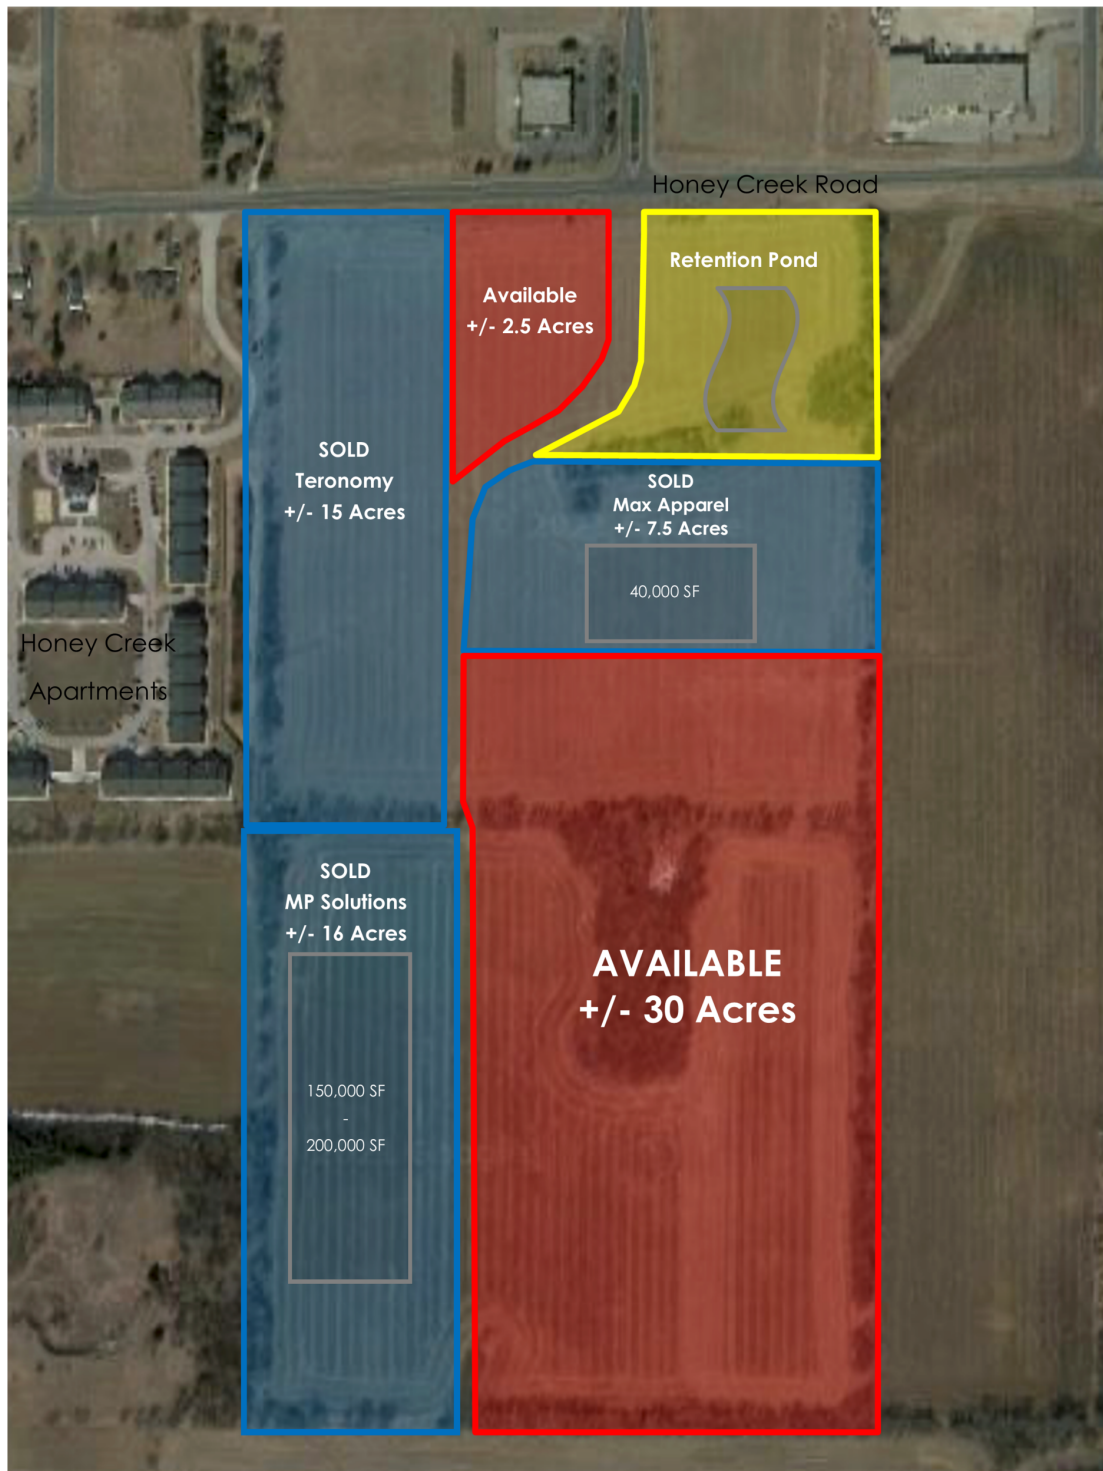 Honey Creek Road
Retention Pond
Available
+/- 2.5 Acres
SOLD
Teronomy
+/- 15 Acres
SOLD
Max Apparel
+/- 7.5 Acres
40,000 SF
Honey Creek
Apartments
SOLD
MP Solutions
+/- 16 Acres
AVAILABLE
+/- 30 Acres
150,000 SF
-
200,000 SF